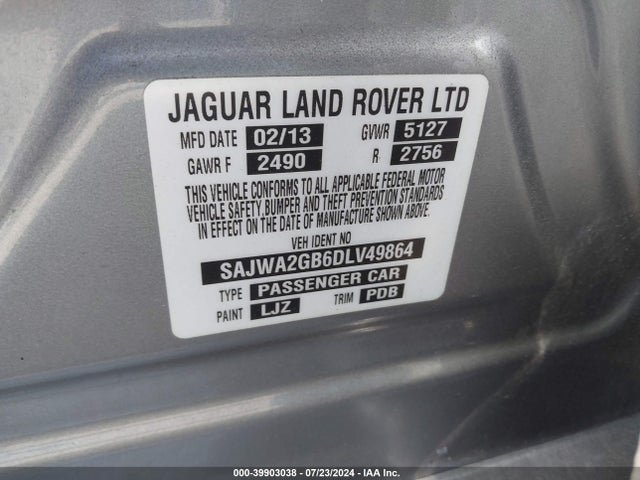 JAGUAR LAND ROVER LTD
MFD DATE 02/13 GVWR 5127
GAWR F 2490 R 2756
THIS VEHICLE CONFORMS TO ALL APPLICABLE FEDERAL MOTOR
VEHICLE SAFETY,BUMPER AND THEFT PREVENTION STANDARDS
IN EFFECT ON THE DATE OF MANUFACTURE SHOWN ABOVE.
VEH IDENT NO
SAJWA2GB6DLV49864
TYPE PASSENGER CAR
PAINT LJZ TRIM PDB
000-39903038 - 07/23/2024 - IAA Inc.